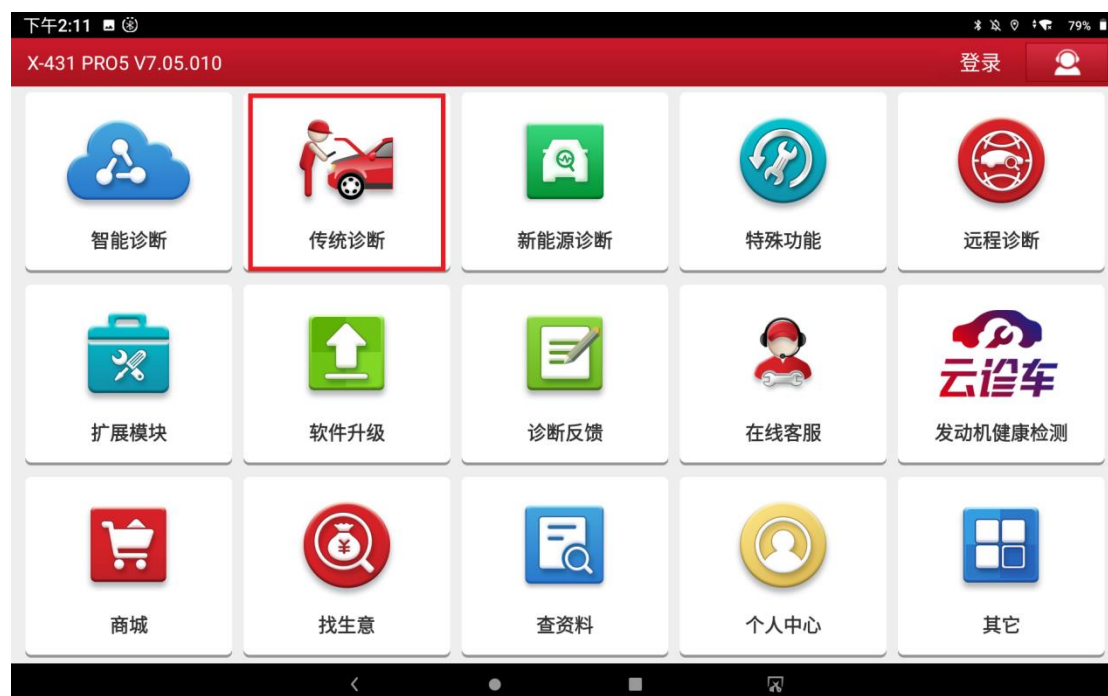 下午2:11
79%
X-431 PRO5 V7.05.010
登录
智能诊断
传统诊断
新能源诊断
特殊功能
远程诊断
云诊车
扩展模块
软件升级
诊断反馈
在线客服
发动机健康检测
¥
商城
找生意
查资料
个人中心
其它